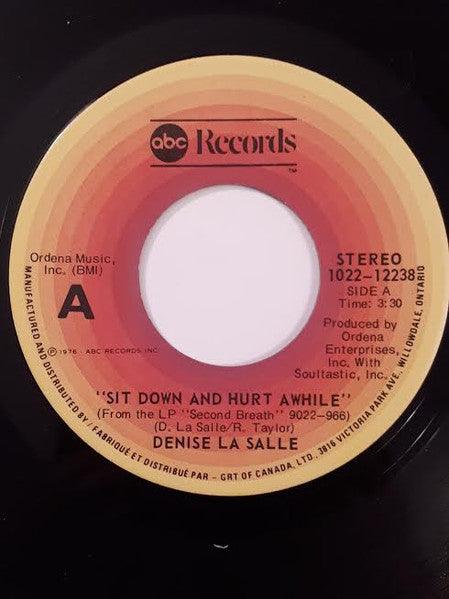 abc Records
TM
Ordena Music,
Inc. (BMI)
A
℗1976 ABC RECORDS, INC.
STEREO
1022-12238
SIDE A
Time: 3:30
Produced by
Ordena
Enterprises,
Inc. With
Soultastic, Inc.
"SIT DOWN AND HURT AWHILE"
(From the LP "Second Breath" 9022-966)
(D. La Salle/R. Taylor)
DENISE LA SALLE
MANUFACTURED AND DISTRIBUTED BY / FABRIQUÉ ET DISTRIBUÉ PAR - GRT OF CANADA, LTD., 3816 VICTORIA PARK AVE., WILLOWDALE, ONTARIO